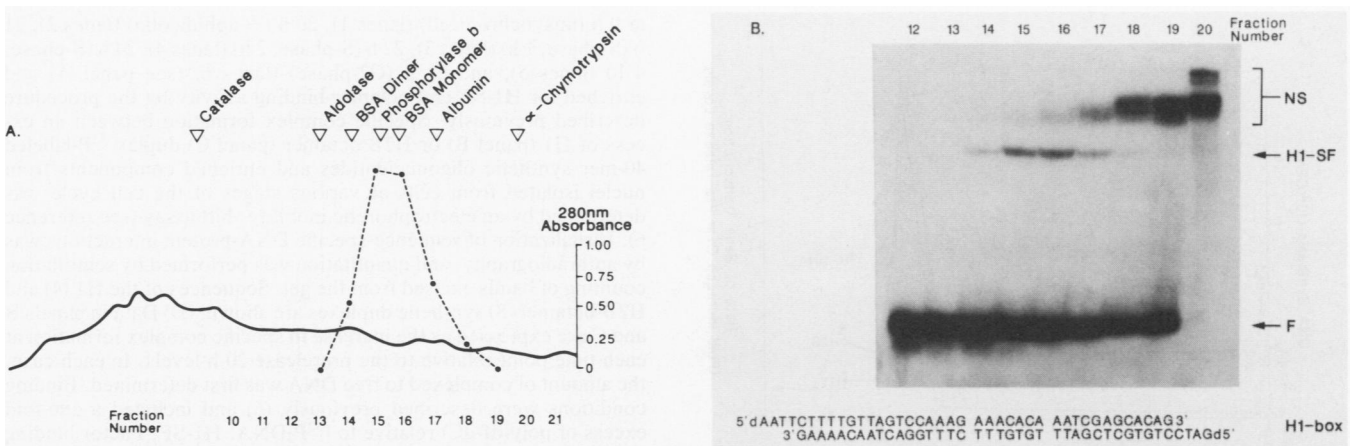 A.
Catalase
Aldolase
BSA Dimer
Phosphorylase b
BSA Monomer
Albumin
α-Chymotrypsin
280nm
Absorbance
1.00
0.75
0.50
0.25
0
Fraction
Number
10 11 12 13 14 15 16 17 18 19 20 21
B.
12 13 14 15 16 17 18 19 20
Fraction
Number
NS
H1-SF
F
5'dAATTCTTTTGTTAGTCCAAAG AAACACA AATCGAGCACAG3'
3'GAAAACAATCAGGTTTC TTTGTGT TTAGCTCGTGTCCTAGd5'
H1-box